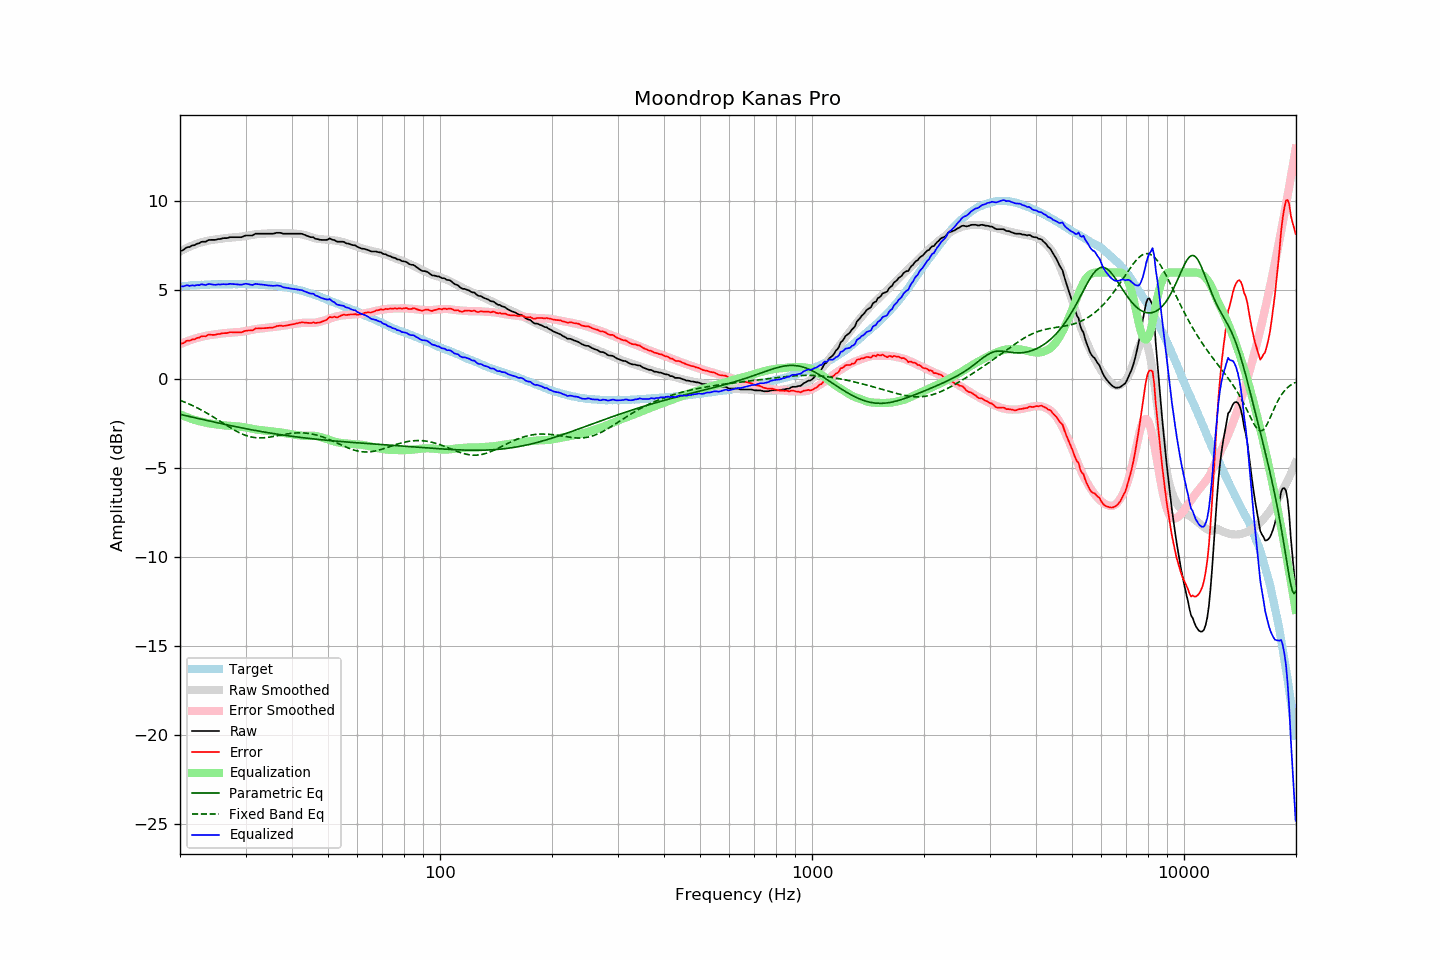 Moondrop Kanas Pro
Amplitude (dBr)
10
5
0
−5
−10
−15
−20
−25
Target
Raw Smoothed
Error Smoothed
Raw
Error
Equalization
Parametric Eq
Fixed Band Eq
Equalized
100 1000 10000
Frequency (Hz)